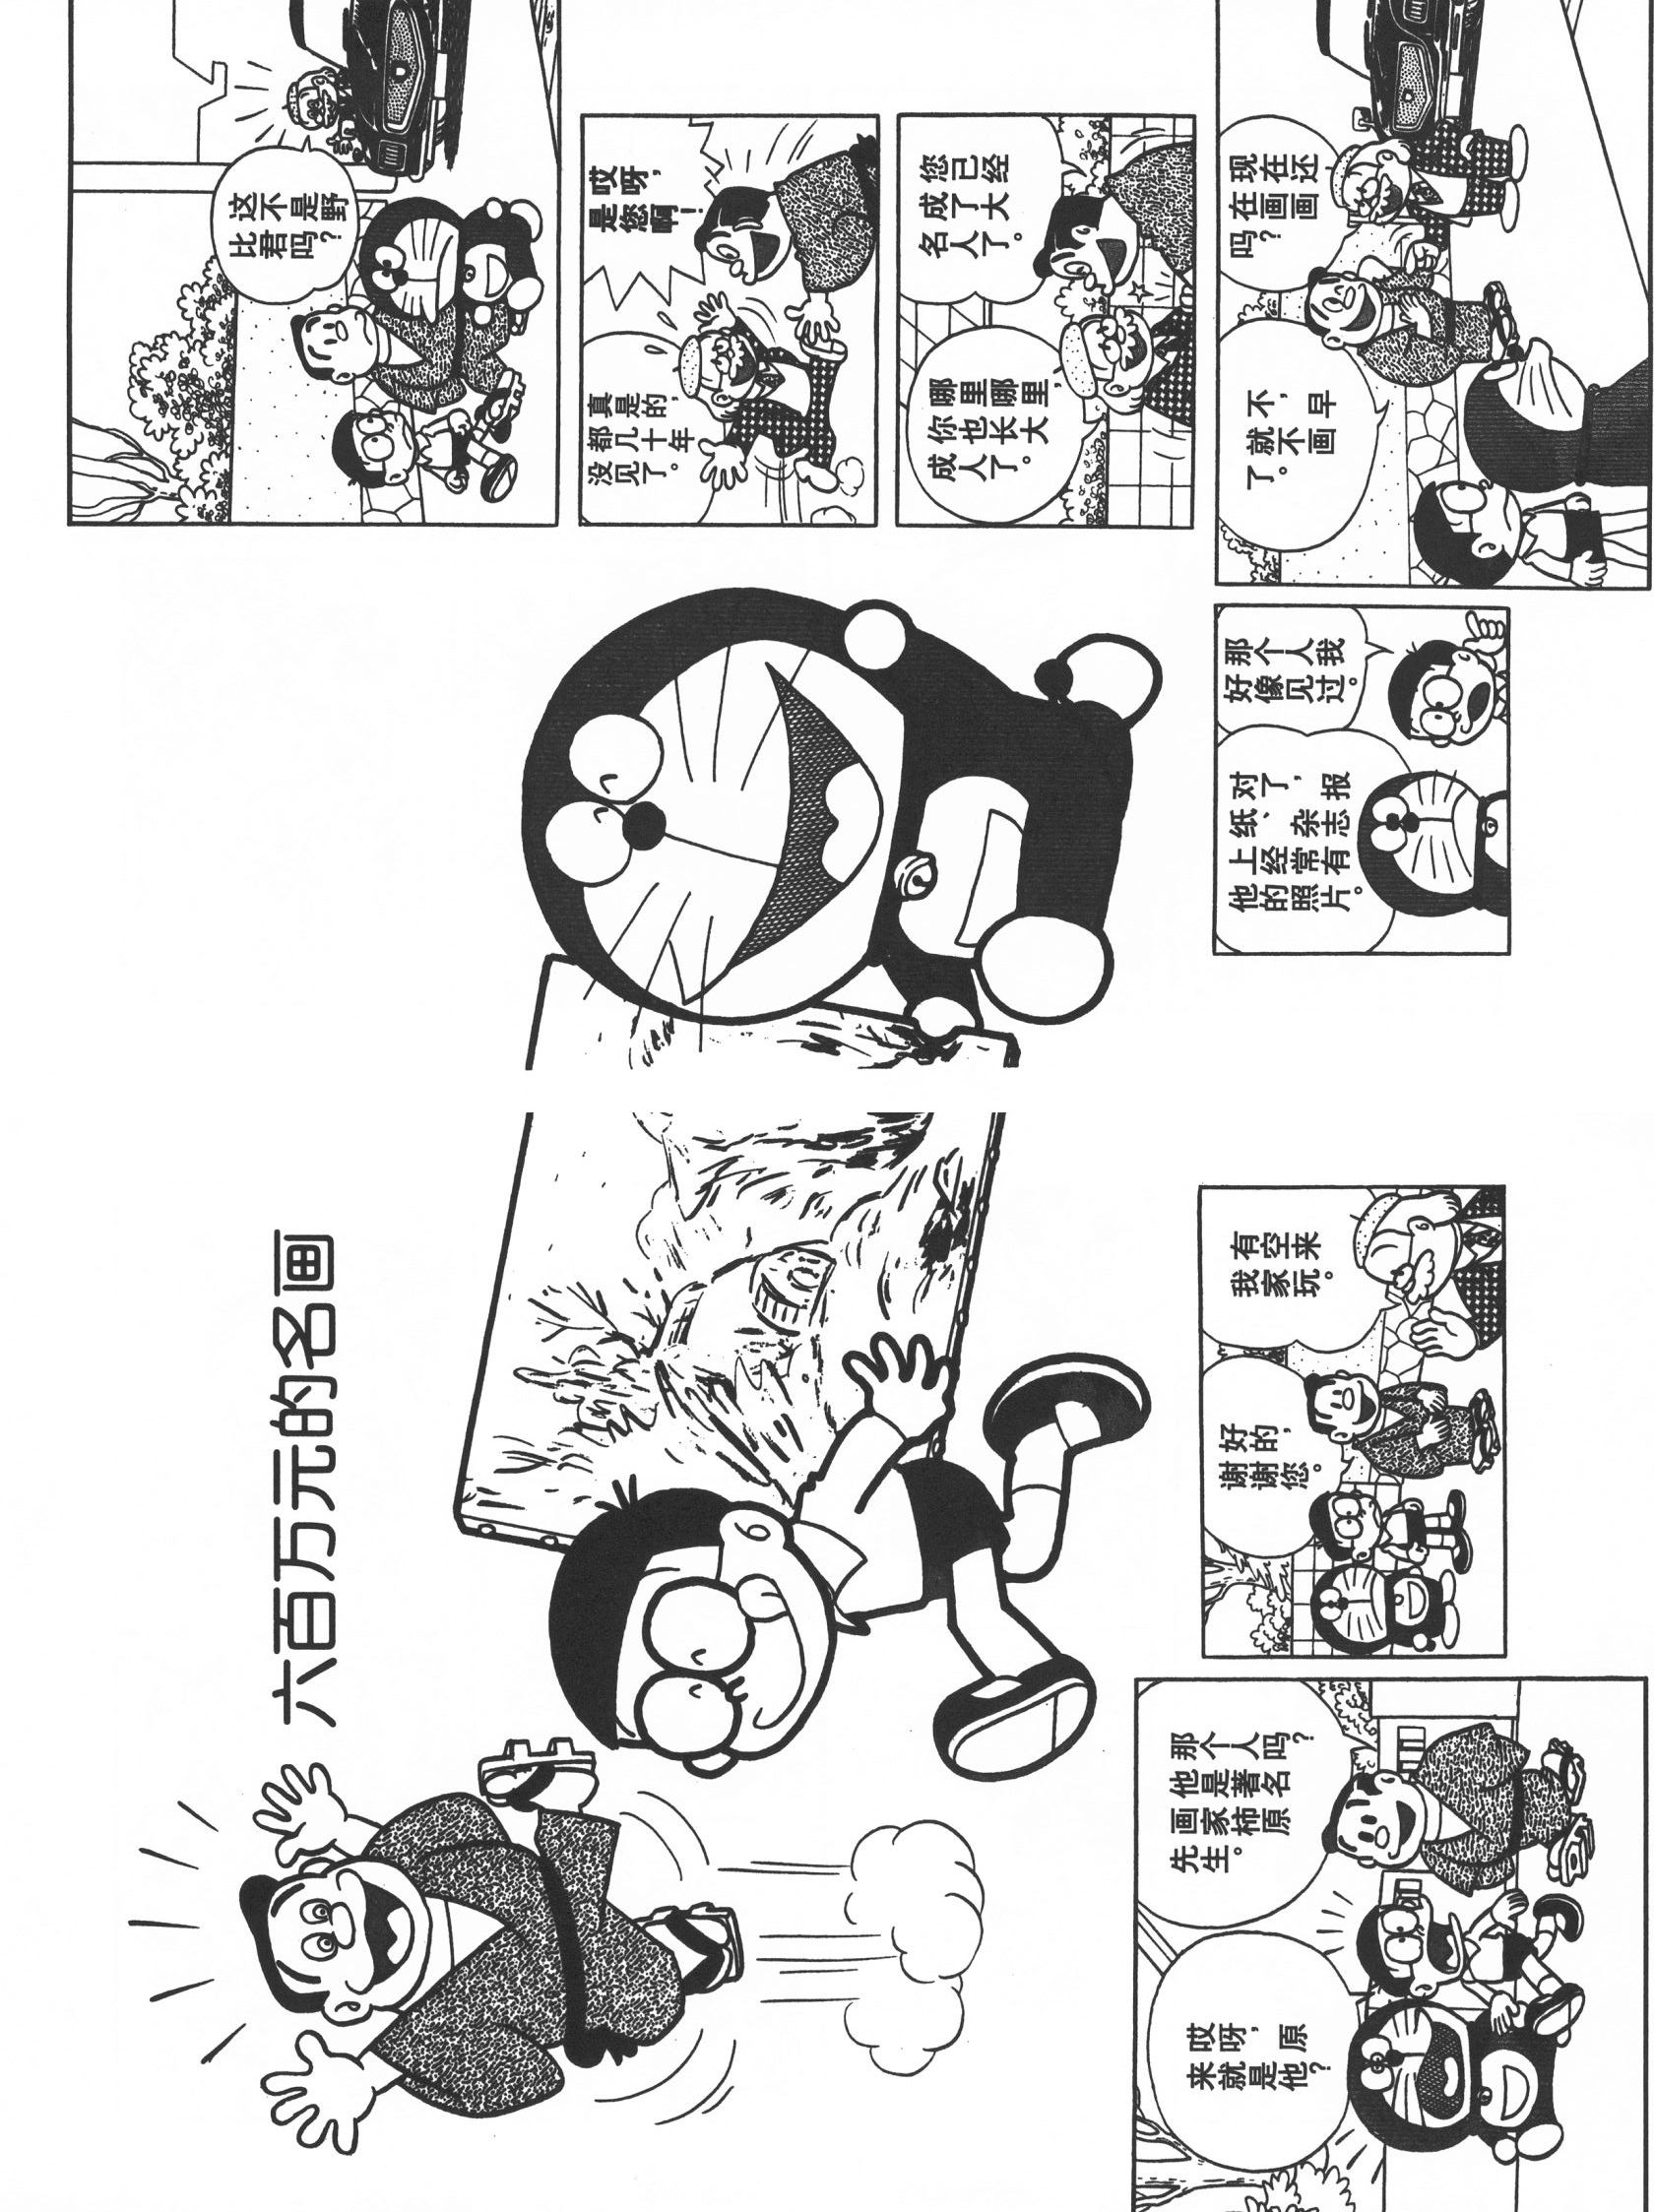 六百万元的名画
这不是野
比君吗?
哎呀,
是您啊!
真是的,
都几十年
没见了。
您已经
成了大
名人了。
哪里哪里,
你也长大
成人了。
现在还
在画画
吗?
不,早
就不画
了。
那个人我
好像见过。
对了,报
纸、杂志
上经常有
他的照片。
有空来
我家玩。
好的,
谢谢您。
那个人吗?
他是著名
画家柿原
先生。
哎呀,原
来就是他?